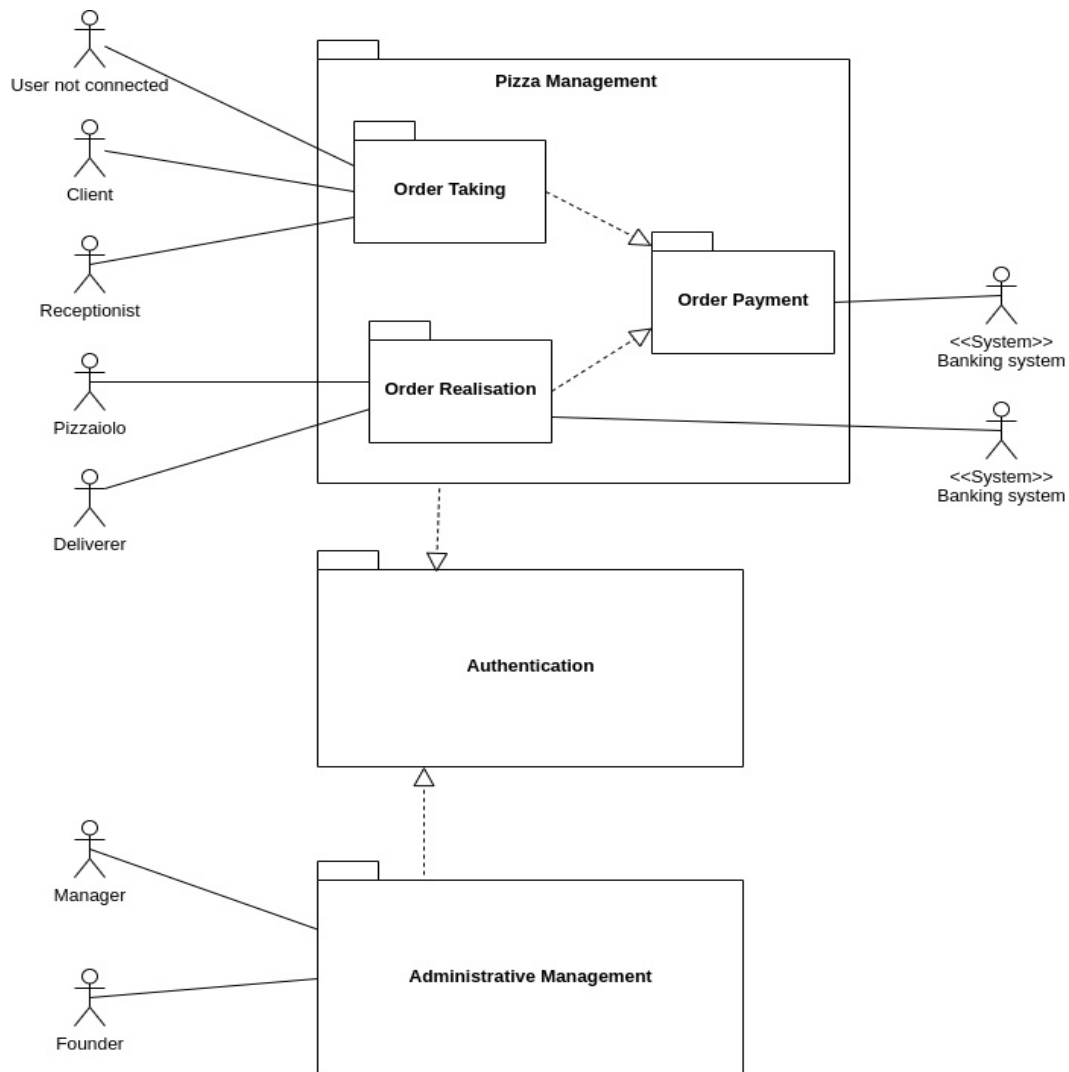 User not connected
Pizza Management
Client
Order Taking
Receptionist
Order Payment
<<System>>
Banking system
Pizzaiolo
Order Realisation
<<System>>
Banking system
Deliverer
Authentication
Manager
Administrative Management
Founder